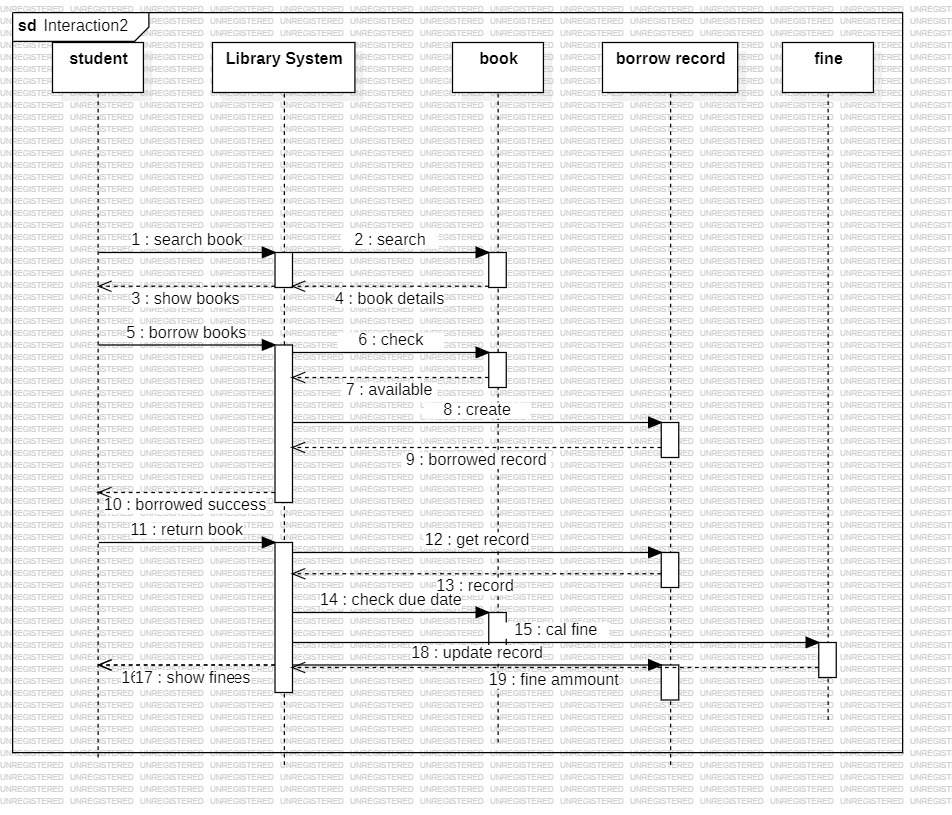 sd Interaction2
student
Library System
book
borrow record
fine
1 : search book
2 : search
3 : show books
4 : book details
5 : borrow books
6 : check
7 : available
8 : create
9 : borrowed record
10 : borrowed success
11 : return book
12 : get record
13 : record
14 : check due date
15 : cal fine
18 : update record
17 : show finees
19 : fine ammount
UNREGISTERED